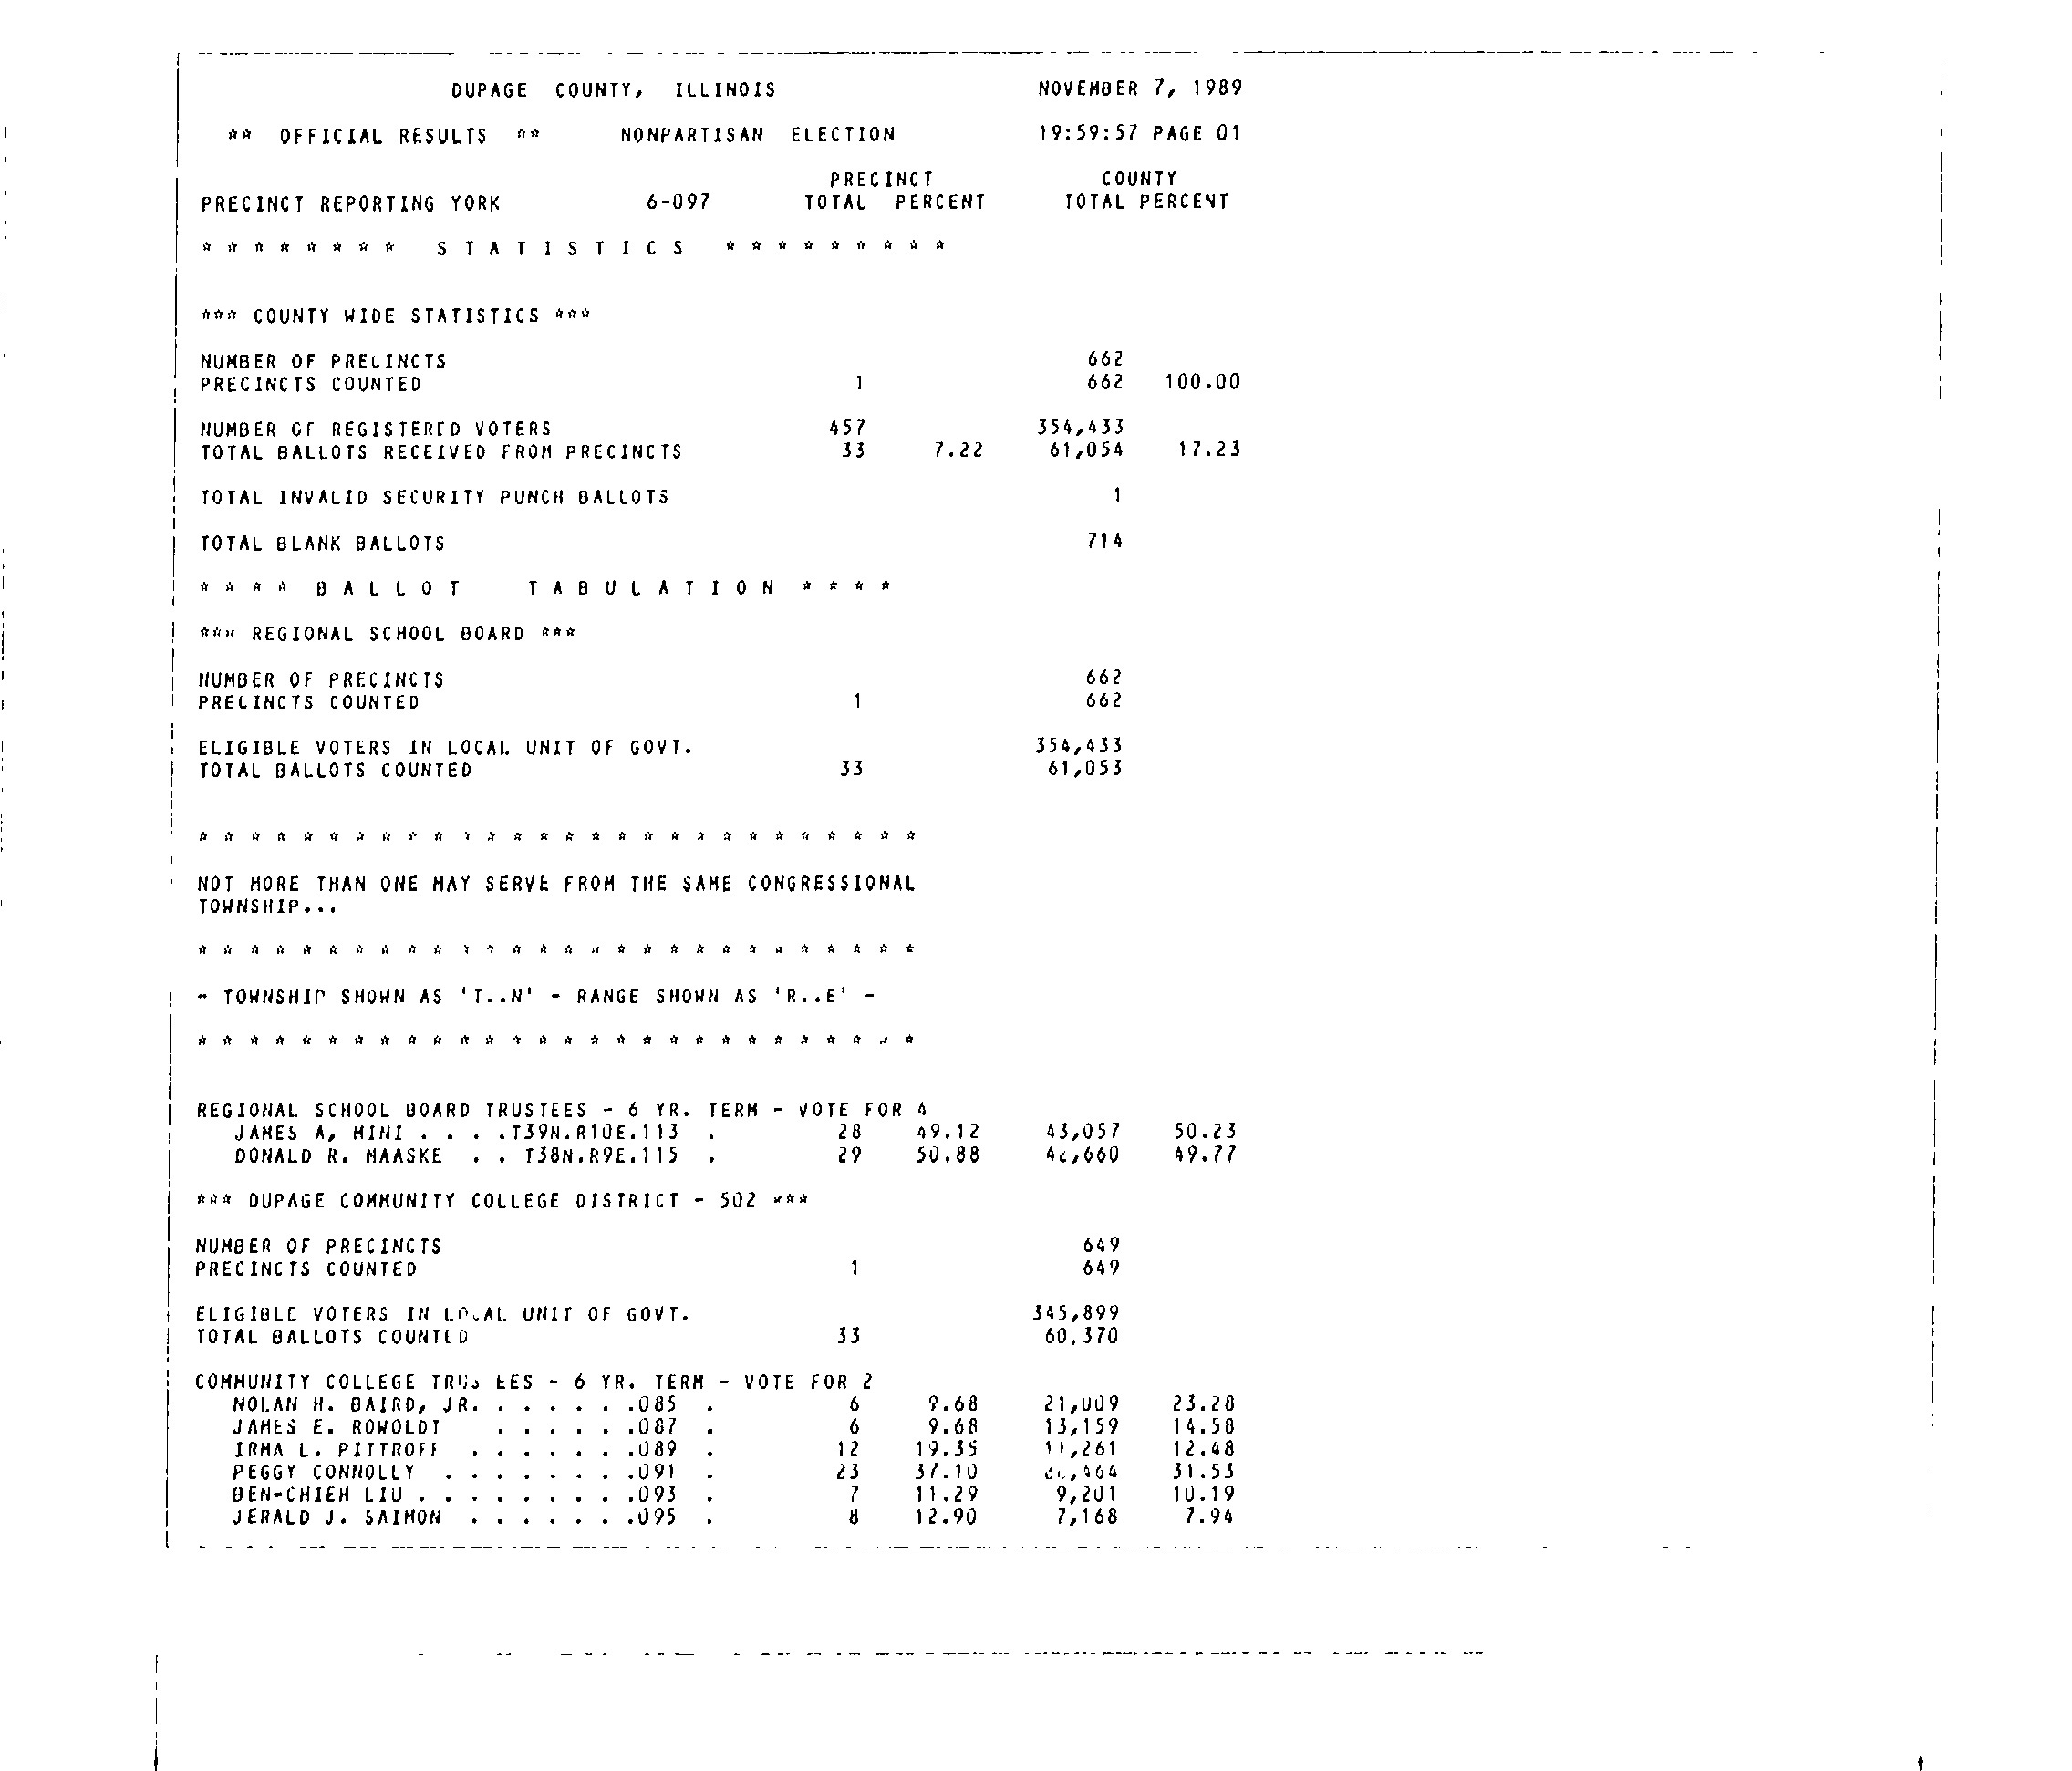 DUPAGE COUNTY, ILLINOIS NOVEMBER 7, 1989
** OFFICIAL RESULTS ** NONPARTISAN ELECTION 19:59:57 PAGE 01
PRECINCT COUNTY
PRECINCT REPORTING YORK 6-097 TOTAL PERCENT TOTAL PERCENT
* * * * * * * * S T A T I S T I C S * * * * * * * * *
*** COUNTY WIDE STATISTICS ***
NUMBER OF PRECINCTS 662
PRECINCTS COUNTED 1 662 100.00
NUMBER OF REGISTERED VOTERS 457 354,433
TOTAL BALLOTS RECEIVED FROM PRECINCTS 33 7.22 61,054 17.23
TOTAL INVALID SECURITY PUNCH BALLOTS 1
TOTAL BLANK BALLOTS 714
* * * * B A L L O T T A B U L A T I O N * * * *
*** REGIONAL SCHOOL BOARD ***
NUMBER OF PRECINCTS 662
PRECINCTS COUNTED 1 662
ELIGIBLE VOTERS IN LOCAL UNIT OF GOVT. 354,433
TOTAL BALLOTS COUNTED 33 61,053
* * * * * * * * * * * * * * * * * * * * * * * * * * * *
NOT MORE THAN ONE MAY SERVE FROM THE SAME CONGRESSIONAL
TOWNSHIP...
* * * * * * * * * * * * * * * * * * * * * * * * * * * *
- TOWNSHIP SHOWN AS 'T..N' - RANGE SHOWN AS 'R..E' -
* * * * * * * * * * * * * * * * * * * * * * * * * * * *
REGIONAL SCHOOL BOARD TRUSTEES - 6 YR. TERM - VOTE FOR 4
JAMES A, MINI . . . .T39N.R10E.113 . 28 49.12 43,057 50.23
DONALD R. MAASKE . . T38N.R9E.115 . 29 50.88 42,660 49.77
*** DUPAGE COMMUNITY COLLEGE DISTRICT - 502 ***
NUMBER OF PRECINCTS 649
PRECINCTS COUNTED 1 649
ELIGIBLE VOTERS IN LOCAL UNIT OF GOVT. 345,899
TOTAL BALLOTS COUNTED 33 60,370
COMMUNITY COLLEGE TRUSTEES - 6 YR. TERM - VOTE FOR 2
NOLAN H. BAIRD, JR. . . . . . .085 . 6 9.68 21,009 23.28
JAMES E. ROWOLDT . . . . . .087 . 6 9.68 13,159 14.58
IRMA L. PITTROFF . . . . . . .089 . 12 19.35 11,261 12.48
PEGGY CONNOLLY . . . . . . . .091 . 23 37.10 31.53
BEN-CHIEH LIU . . . . . . . . .093 . 7 11.29 9,201 10.19
JERALD J. SAIMON . . . . . . .095 . 8 12.90 7,168 7.94